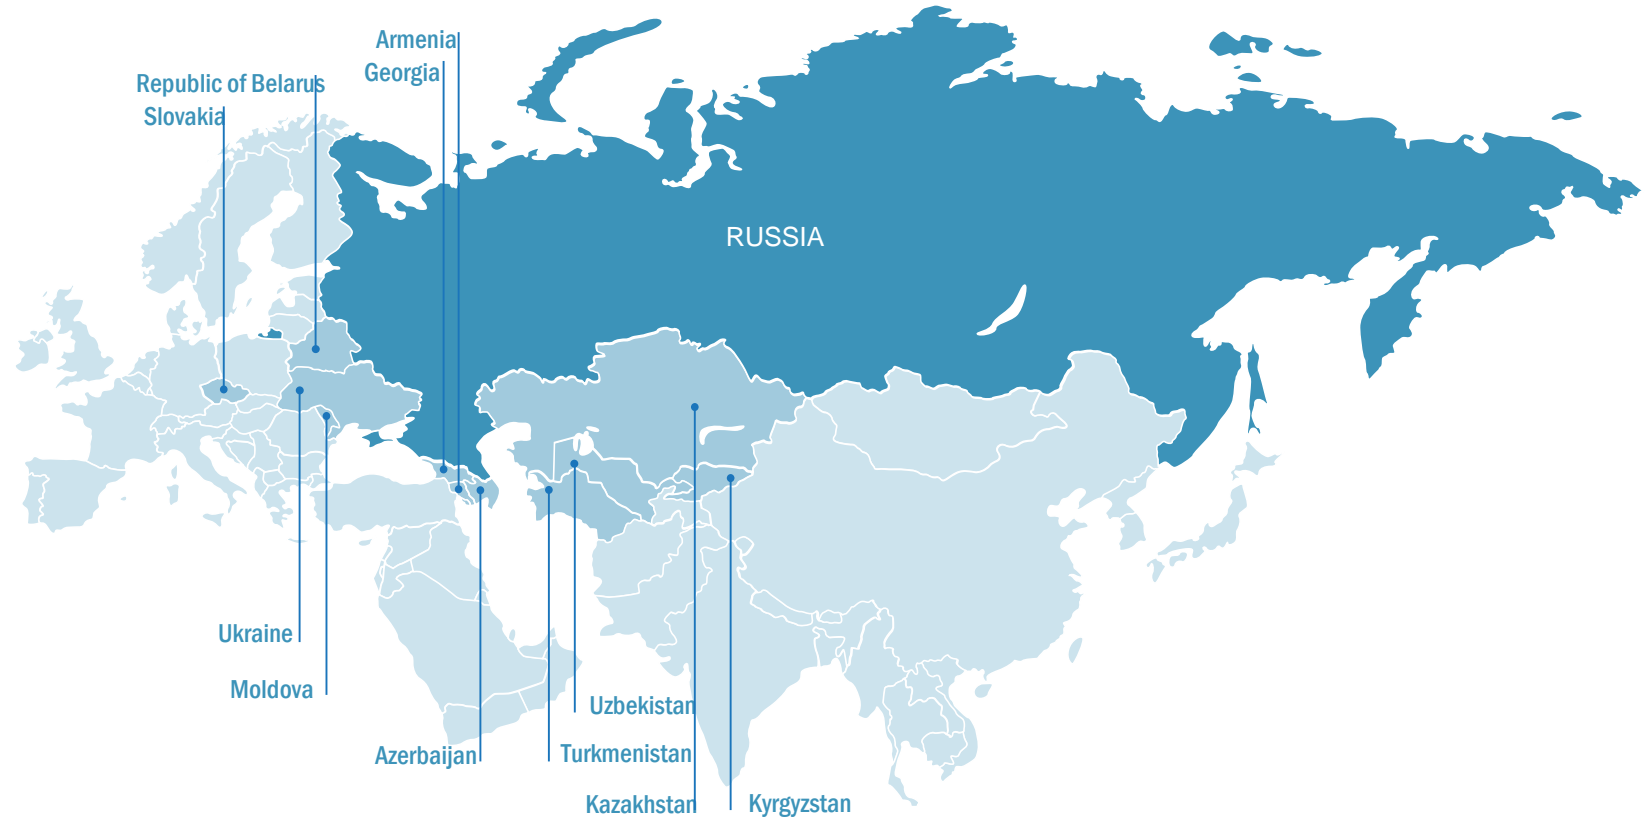 Armenia
Georgia
Republic of Belarus
Slovakia
RUSSIA
Ukraine
Moldova
Uzbekistan
Azerbaijan
Turkmenistan
Kazakhstan
Kyrgyzstan